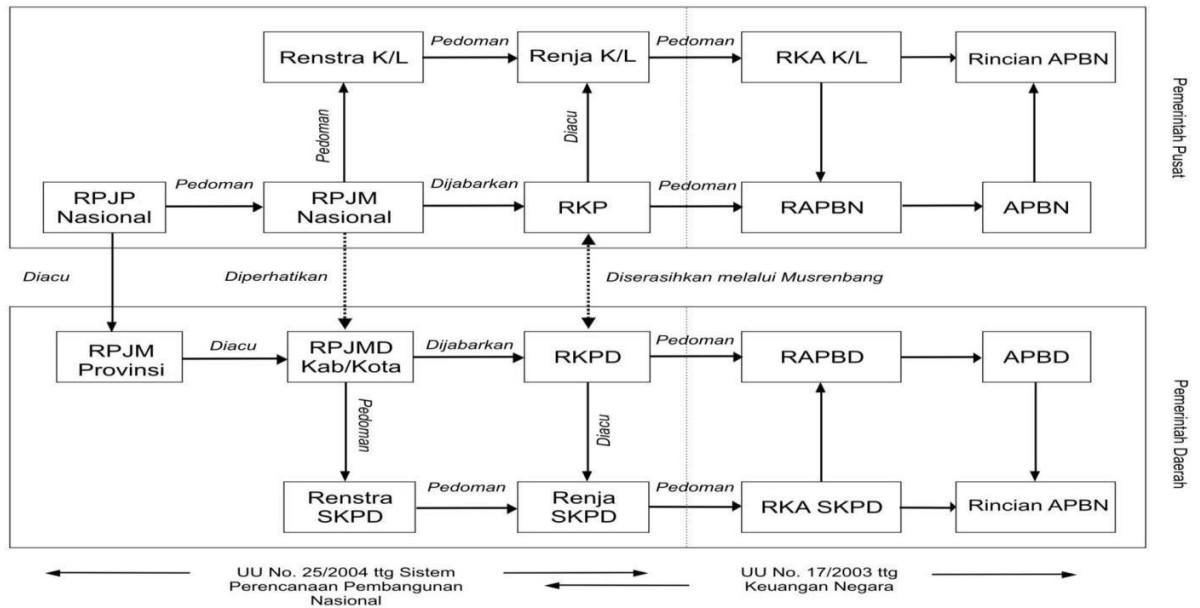 Pedoman
Pedoman
Renstra K/L
Renja K/L
RKA K/L
Rincian APBN
Pedoman
Diacu
Pemerintah Pusat
Pedoman
Dijabarkan
Pedoman
RPJP
Nasional
RPJM
Nasional
RKP
RAPBN
APBN
Diacu
Diperhatikan
Diserasihkan melalui Musrenbang
RPJM
Provinsi
Diacu
RPJMD
Kab/Kota
Dijabarkan
RKPD
Pedoman
RAPBD
APBD
Pedoman
Diacu
Pemerintah Daerah
Renstra
SKPD
Pedoman
Renja
SKPD
Pedoman
RKA SKPD
Rincian APBN
UU No. 25/2004 ttg Sistem
Perencanaan Pembangunan
Nasional
UU No. 17/2003 ttg
Keuangan Negara